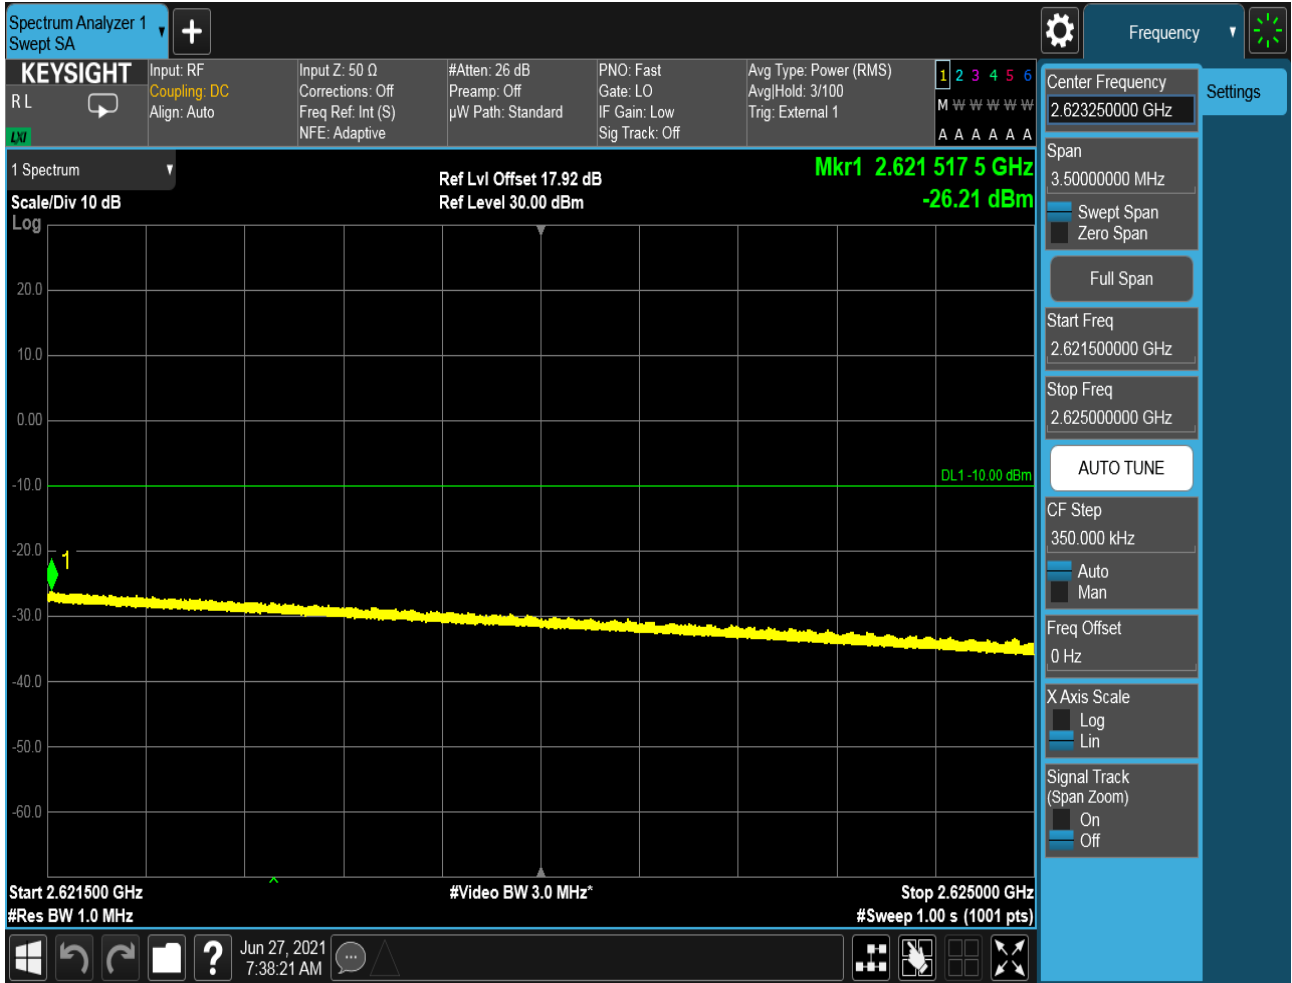 Spectrum Analyzer 1
Swept SA
+
Frequency
KEYSIGHT
R L
LXI
Input: RF
Coupling: DC
Align: Auto
Input Z: 50 Ω
Corrections: Off
Freq Ref: Int (S)
NFE: Adaptive
#Atten: 26 dB
Preamp: Off
µW Path: Standard
PNO: Fast
Gate: LO
IF Gain: Low
Sig Track: Off
Avg Type: Power (RMS)
Avg|Hold: 3/100
Trig: External 1
1 2 3 4 5 6
M W W W W W
A A A A A A
1 Spectrum
Scale/Div 10 dB
Log
Ref Lvl Offset 17.92 dB
Ref Level 30.00 dBm
Mkr1 2.621 517 5 GHz
-26.21 dBm
20.0
10.0
0.00
-10.0
DL1 -10.00 dBm
-20.0
1
-30.0
-40.0
-50.0
-60.0
Start 2.621500 GHz
#Res BW 1.0 MHz
#Video BW 3.0 MHz*
Stop 2.625000 GHz
#Sweep 1.00 s (1001 pts)
?
Jun 27, 2021
7:38:21 AM
Center Frequency
2.623250000 GHz
Settings
Span
3.50000000 MHz
Swept Span
Zero Span
Full Span
Start Freq
2.621500000 GHz
Stop Freq
2.625000000 GHz
AUTO TUNE
CF Step
350.000 kHz
Auto
Man
Freq Offset
0 Hz
X Axis Scale
Log
Lin
Signal Track
(Span Zoom)
On
Off